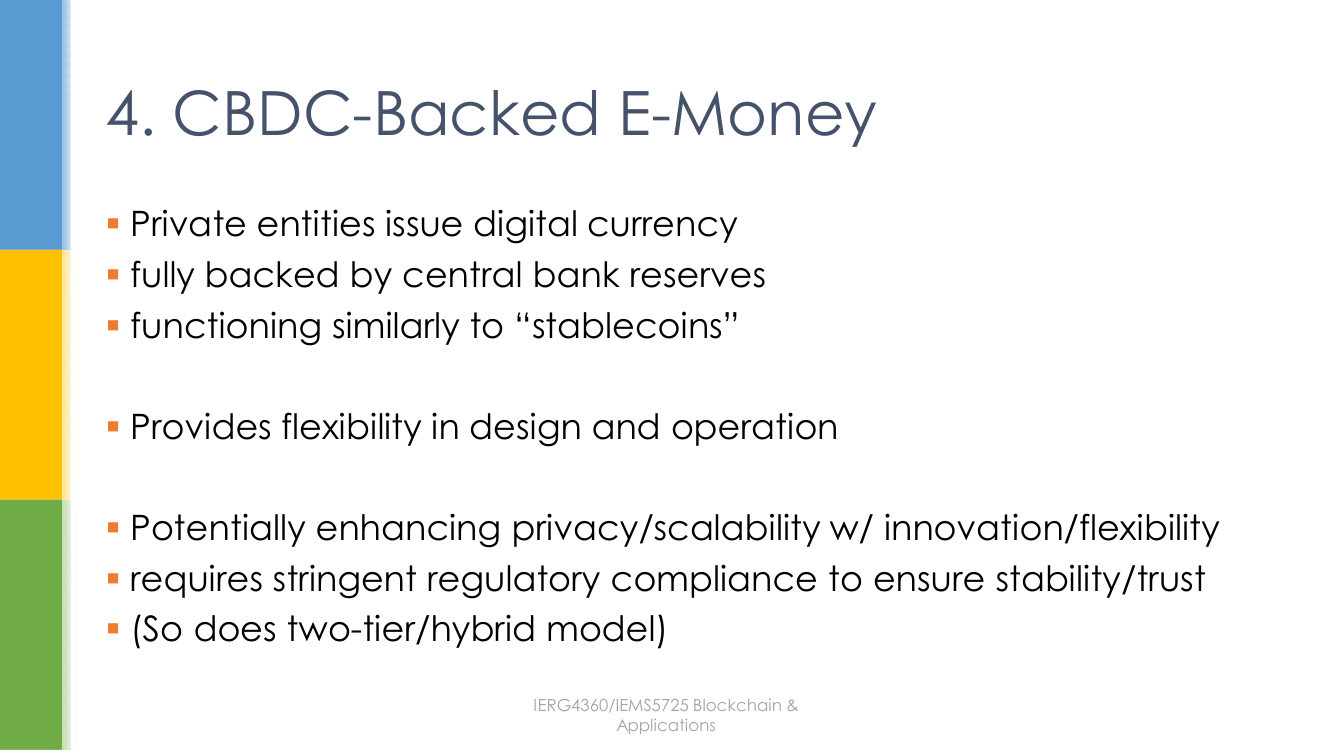 4. CBDC-Backed E-Money
▪ Private entities issue digital currency
▪ fully backed by central bank reserves
▪ functioning similarly to “stablecoins”
▪ Provides flexibility in design and operation
▪ Potentially enhancing privacy/scalability w/ innovation/flexibility
▪ requires stringent regulatory compliance to ensure stability/trust
▪ (So does two-tier/hybrid model)
IERG4360/IEMS5725 Blockchain &
Applications